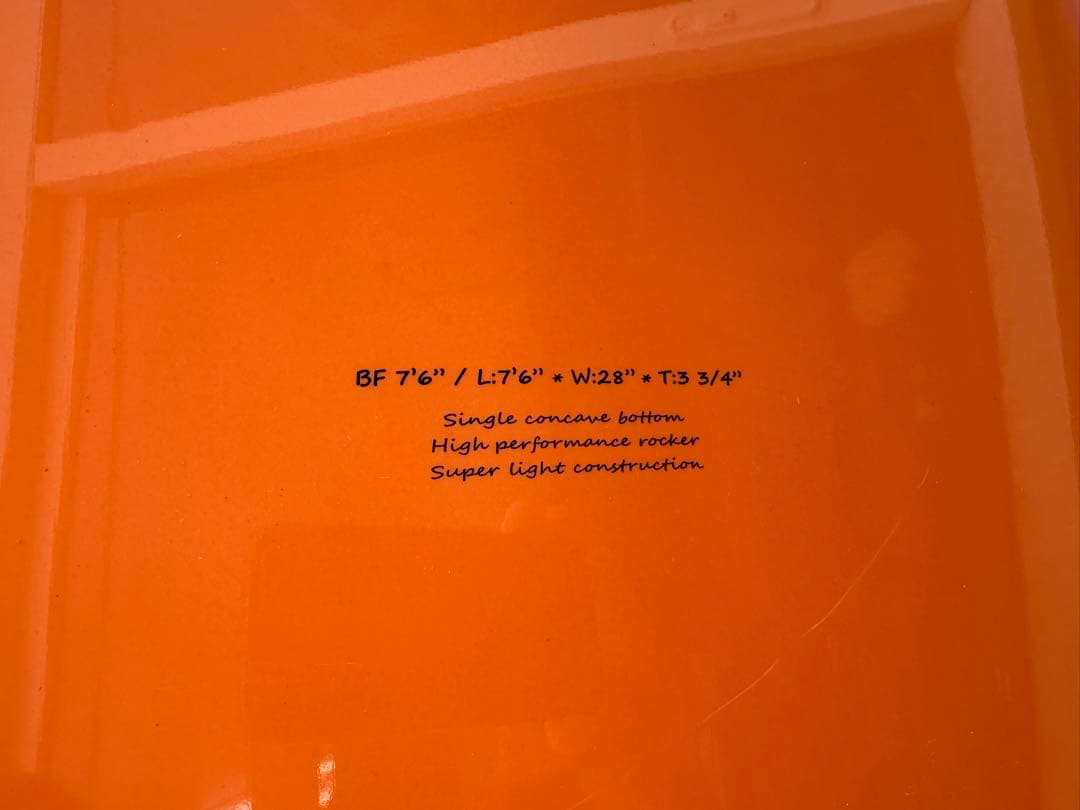 BF 7'6" / L:7'6" * W:28" * T:3 3/4"
Single concave bottom
High performance rocker
Super light construction